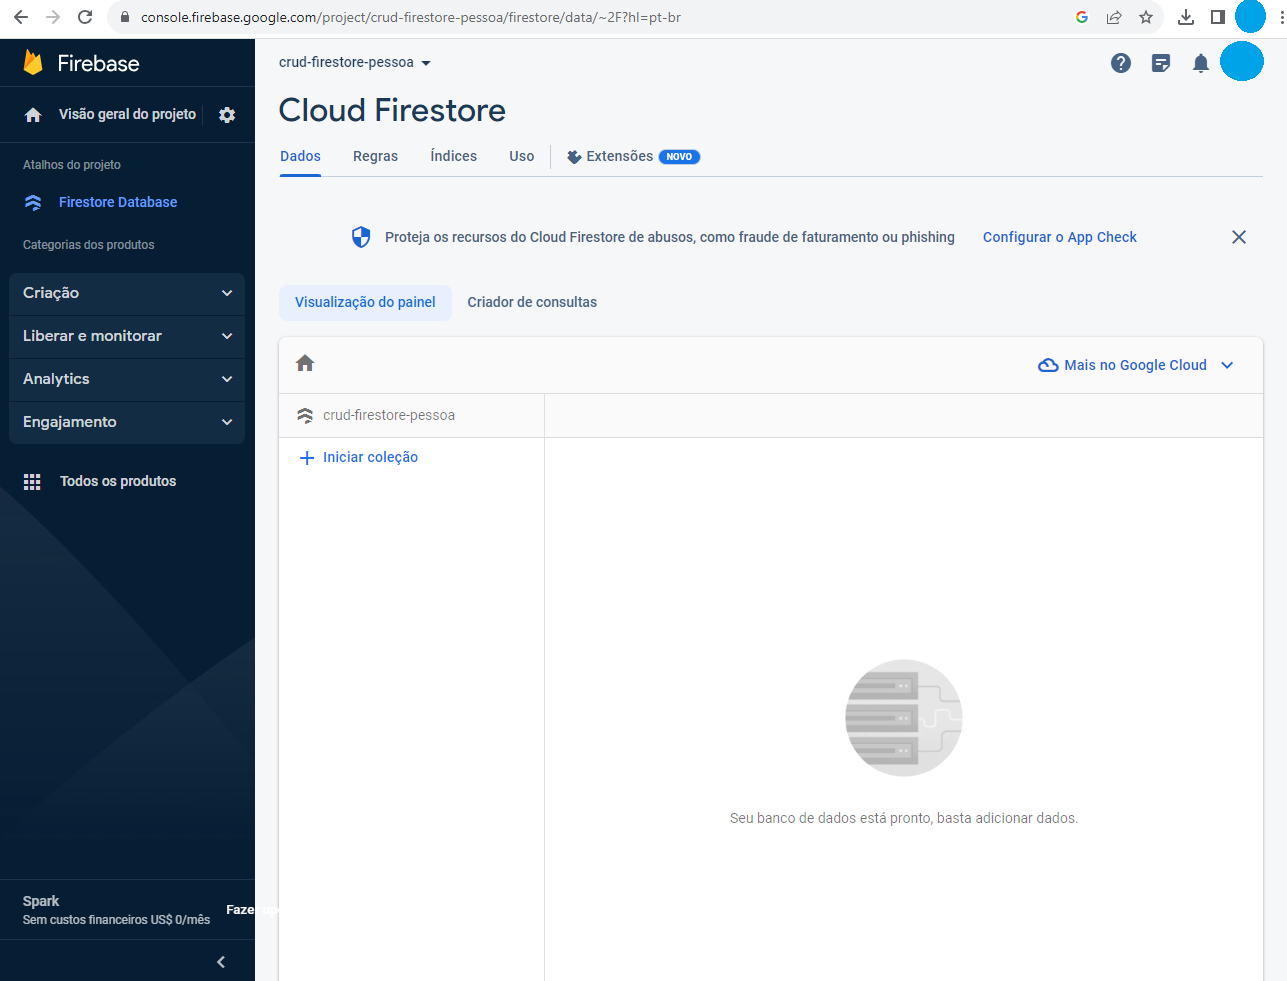 console.firebase.google.com/project/crud-firestore-pessoa/firestore/data/~2F?hl=pt-br
Firebase
Visão geral do projeto
Atalhos do projeto
Firestore Database
Categorias dos produtos
Criação
Liberar e monitorar
Analytics
Engajamento
Todos os produtos
Spark
Sem custos financeiros US$ 0/mês
Fazer
crud-firestore-pessoa
Cloud Firestore
Dados Regras Índices Uso Extensões NOVO
Proteja os recursos do Cloud Firestore de abusos, como fraude de faturamento ou phishing Configurar o App Check
Visualização do painel Criador de consultas
Mais no Google Cloud
crud-firestore-pessoa
Iniciar coleção
Seu banco de dados está pronto, basta adicionar dados.